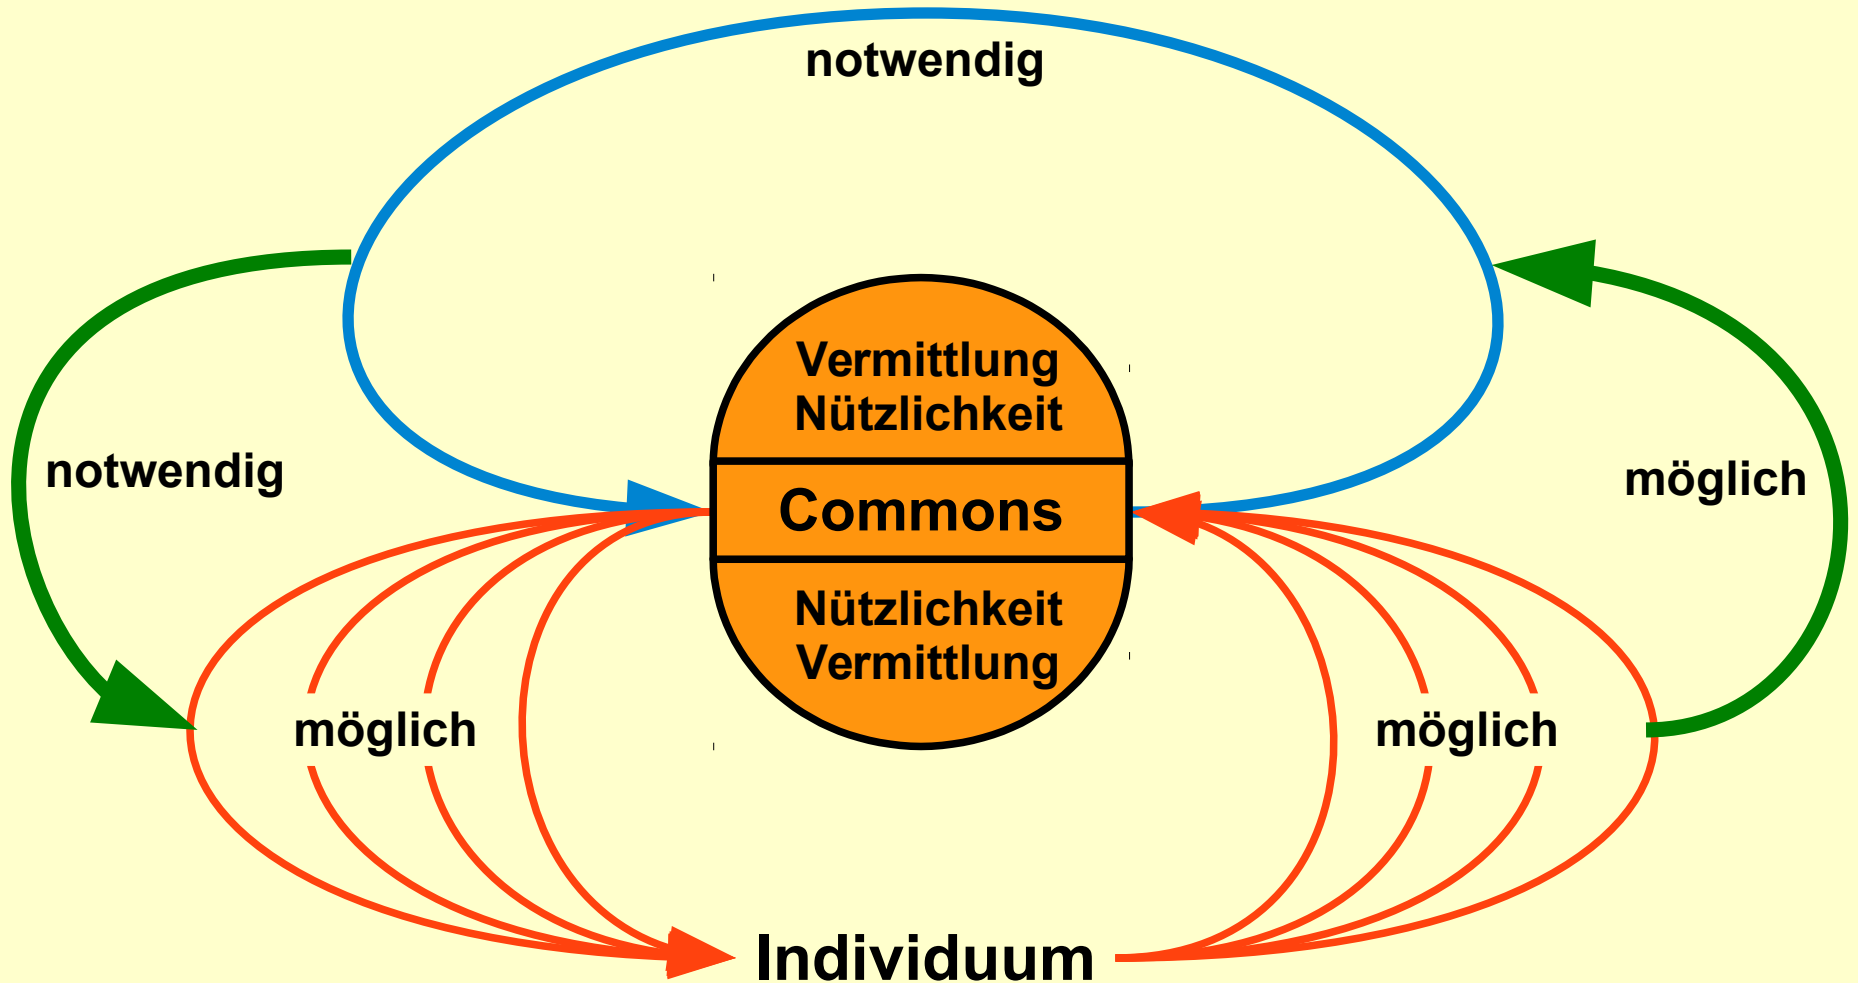 notwendig
Vermittlung
Nützlichkeit
notwendig
möglich
Commons
Nützlichkeit
Vermittlung
möglich
möglich
Individuum